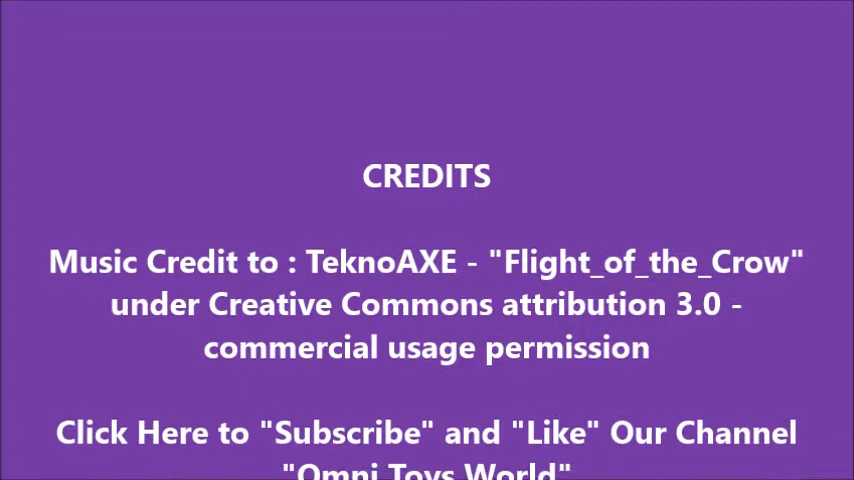 CREDITS
Music Credit to : TeknoAXE - "Flight_of_the_Crow"
under Creative Commons attribution 3.0 -
commercial usage permission
Click Here to "Subscribe" and "Like" Our Channel
"Omni Toys World"